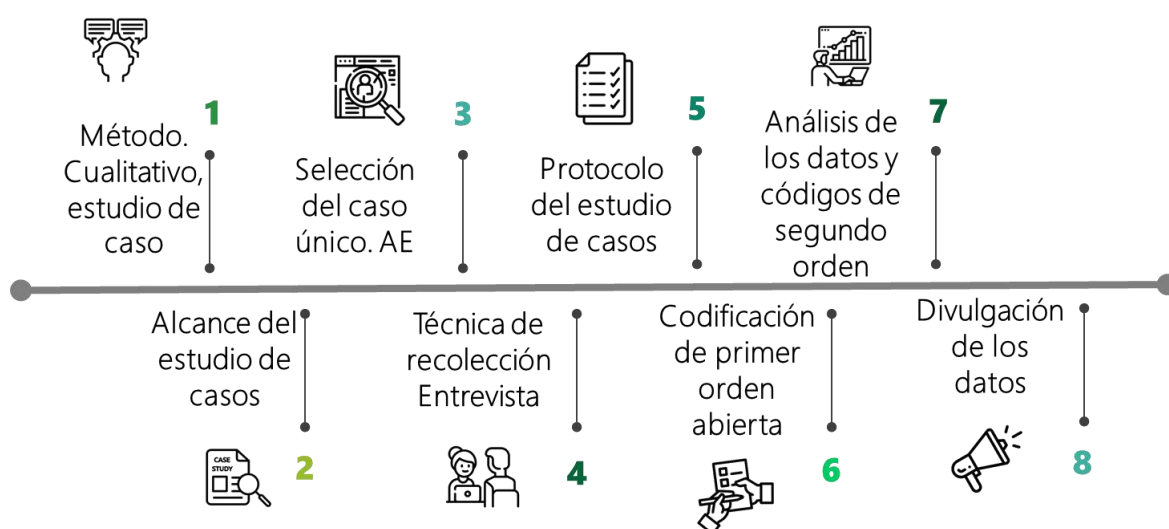 1
Método.
Cualitativo,
estudio de
caso
2
Alcance del
estudio de
casos
CASE
STUDY
3
Selección
del caso
único. AE
4
Técnica de
recolección
Entrevista
5
Protocolo
del estudio
de casos
6
Codificación
de primer
orden
abierta
7
Análisis de
los datos y
códigos de
segundo
orden
8
Divulgación
de los
datos